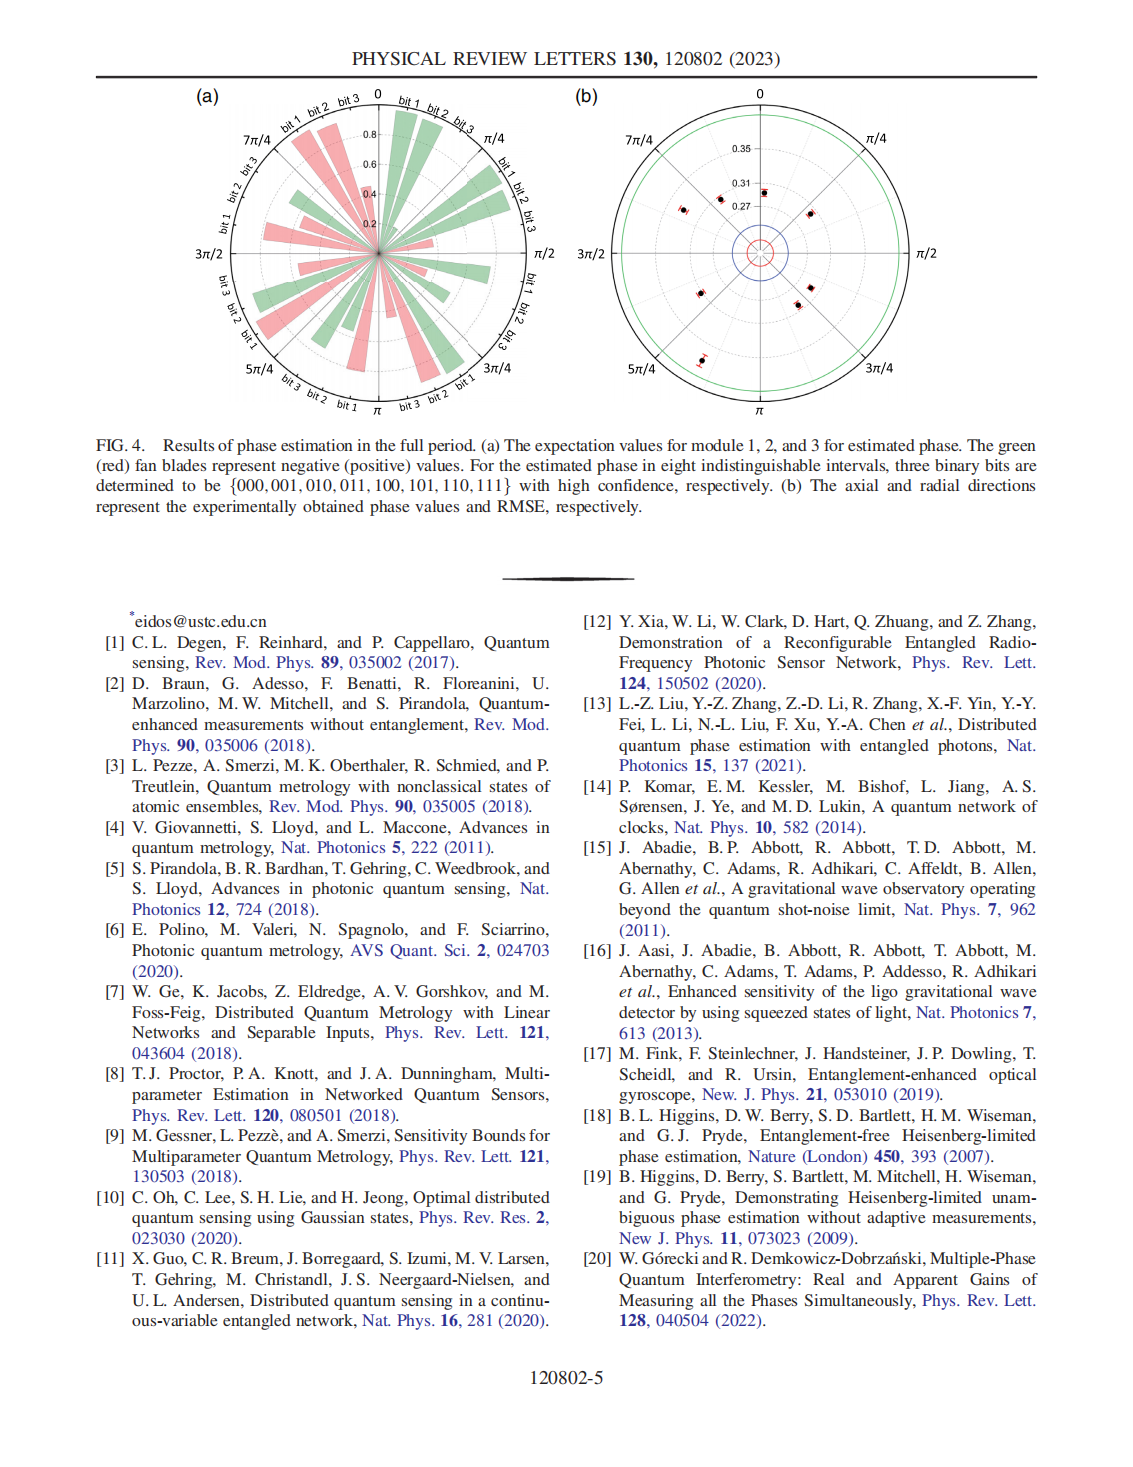 PHYSICAL REVIEW LETTERS 130, 120802 (2023)
(a)
0
bit 1
bit 2
bit 3
π/4
bit 1
bit 2
bit 3
π/2
bit 1
bit 2
bit 3
3π/4
bit 1
bit 2
bit 3
π
bit 1
bit 2
bit 3
5π/4
bit 1
bit 2
bit 3
3π/2
bit 1
bit 2
bit 3
7π/4
bit 1
bit 2
bit 3
0.8
0.6
0.4
0.2
(b)
0
π/4
π/2
3π/4
π
5π/4
3π/2
7π/4
0.35
0.31
0.27
FIG. 4. Results of phase estimation in the full period. (a) The expectation values for module 1, 2, and 3 for estimated phase. The green
(red) fan blades represent negative (positive) values. For the estimated phase in eight indistinguishable intervals, three binary bits are
determined to be {000, 001, 010, 011, 100, 101, 110, 111} with high confidence, respectively. (b) The axial and radial directions
represent the experimentally obtained phase values and RMSE, respectively.
*eidos@ustc.edu.cn
[1] C. L. Degen, F. Reinhard, and P. Cappellaro, Quantum
sensing, Rev. Mod. Phys. 89, 035002 (2017).
[2] D. Braun, G. Adesso, F. Benatti, R. Floreanini, U.
Marzolino, M. W. Mitchell, and S. Pirandola, Quantum-
enhanced measurements without entanglement, Rev. Mod.
Phys. 90, 035006 (2018).
[3] L. Pezze, A. Smerzi, M. K. Oberthaler, R. Schmied, and P.
Treutlein, Quantum metrology with nonclassical states of
atomic ensembles, Rev. Mod. Phys. 90, 035005 (2018).
[4] V. Giovannetti, S. Lloyd, and L. Maccone, Advances in
quantum metrology, Nat. Photonics 5, 222 (2011).
[5] S. Pirandola, B. R. Bardhan, T. Gehring, C. Weedbrook, and
S. Lloyd, Advances in photonic quantum sensing, Nat.
Photonics 12, 724 (2018).
[6] E. Polino, M. Valeri, N. Spagnolo, and F. Sciarrino,
Photonic quantum metrology, AVS Quant. Sci. 2, 024703
(2020).
[7] W. Ge, K. Jacobs, Z. Eldredge, A. V. Gorshkov, and M.
Foss-Feig, Distributed Quantum Metrology with Linear
Networks and Separable Inputs, Phys. Rev. Lett. 121,
043604 (2018).
[8] T. J. Proctor, P. A. Knott, and J. A. Dunningham, Multi-
parameter Estimation in Networked Quantum Sensors,
Phys. Rev. Lett. 120, 080501 (2018).
[9] M. Gessner, L. Pezzè, and A. Smerzi, Sensitivity Bounds for
Multiparameter Quantum Metrology, Phys. Rev. Lett. 121,
130503 (2018).
[10] C. Oh, C. Lee, S. H. Lie, and H. Jeong, Optimal distributed
quantum sensing using Gaussian states, Phys. Rev. Res. 2,
023030 (2020).
[11] X. Guo, C. R. Breum, J. Borregaard, S. Izumi, M. V. Larsen,
T. Gehring, M. Christandl, J. S. Neergaard-Nielsen, and
U. L. Andersen, Distributed quantum sensing in a continu-
ous-variable entangled network, Nat. Phys. 16, 281 (2020).
[12] Y. Xia, W. Li, W. Clark, D. Hart, Q. Zhuang, and Z. Zhang,
Demonstration of a Reconfigurable Entangled Radio-
Frequency Photonic Sensor Network, Phys. Rev. Lett.
124, 150502 (2020).
[13] L.-Z. Liu, Y.-Z. Zhang, Z.-D. Li, R. Zhang, X.-F. Yin, Y.-Y.
Fei, L. Li, N.-L. Liu, F. Xu, Y.-A. Chen et al., Distributed
quantum phase estimation with entangled photons, Nat.
Photonics 15, 137 (2021).
[14] P. Komar, E. M. Kessler, M. Bishof, L. Jiang, A. S.
Sørensen, J. Ye, and M. D. Lukin, A quantum network of
clocks, Nat. Phys. 10, 582 (2014).
[15] J. Abadie, B. P. Abbott, R. Abbott, T. D. Abbott, M.
Abernathy, C. Adams, R. Adhikari, C. Affeldt, B. Allen,
G. Allen et al., A gravitational wave observatory operating
beyond the quantum shot-noise limit, Nat. Phys. 7, 962
(2011).
[16] J. Aasi, J. Abadie, B. Abbott, R. Abbott, T. Abbott, M.
Abernathy, C. Adams, T. Adams, P. Addesso, R. Adhikari
et al., Enhanced sensitivity of the ligo gravitational wave
detector by using squeezed states of light, Nat. Photonics 7,
613 (2013).
[17] M. Fink, F. Steinlechner, J. Handsteiner, J. P. Dowling, T.
Scheidl, and R. Ursin, Entanglement-enhanced optical
gyroscope, New. J. Phys. 21, 053010 (2019).
[18] B. L. Higgins, D. W. Berry, S. D. Bartlett, H. M. Wiseman,
and G. J. Pryde, Entanglement-free Heisenberg-limited
phase estimation, Nature (London) 450, 393 (2007).
[19] B. Higgins, D. Berry, S. Bartlett, M. Mitchell, H. Wiseman,
and G. Pryde, Demonstrating Heisenberg-limited unam-
biguous phase estimation without adaptive measurements,
New J. Phys. 11, 073023 (2009).
[20] W. Górecki and R. Demkowicz-Dobrzański, Multiple-Phase
Quantum Interferometry: Real and Apparent Gains of
Measuring all the Phases Simultaneously, Phys. Rev. Lett.
128, 040504 (2022).
120802-5